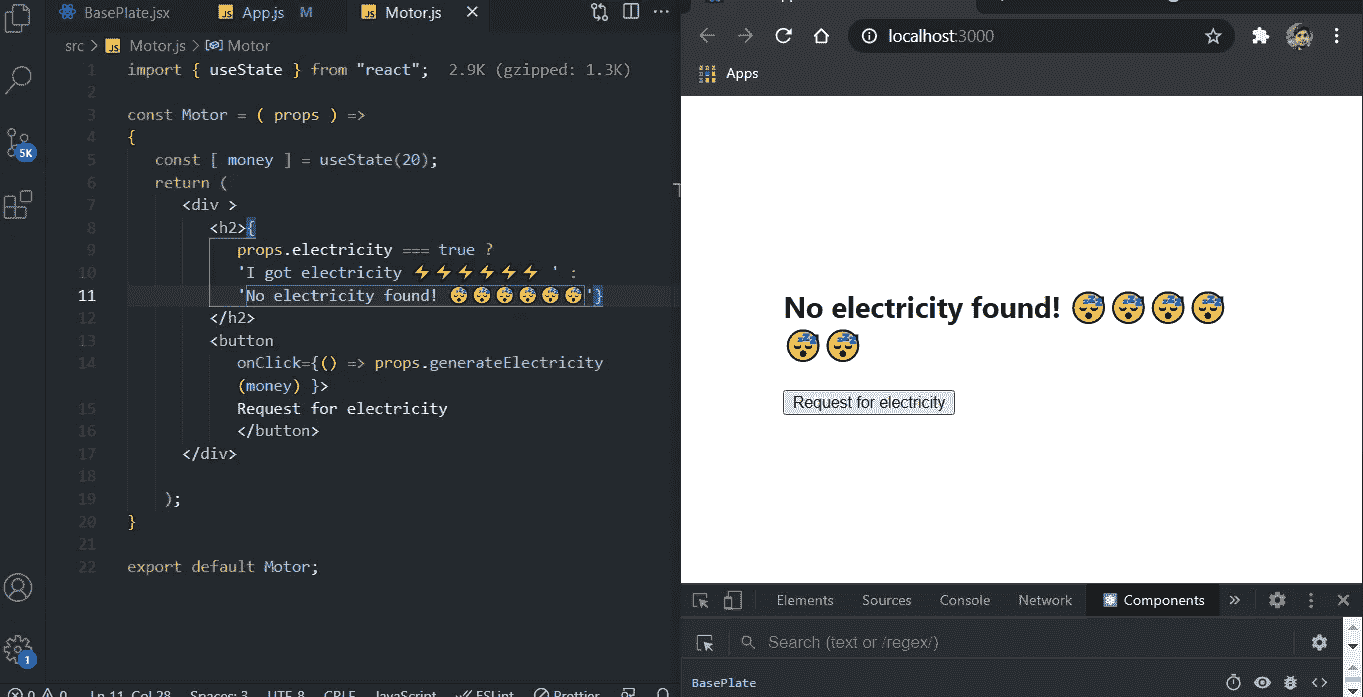 BasePlate.jsx
App.js M
Motor.js
src > Motor.js > Motor
1 import { useState } from "react"; 2.9K (gzipped: 1.3K)
2
3 const Motor = ( props ) =>
4 {
5 const [ money ] = useState(20);
6 return (
7 <div >
8 <h2>{
9 props.electricity === true ?
10 'I got electricity ⚡⚡⚡⚡⚡⚡ ' :
11 'No electricity found! 😴😴😴😴😴😴'}
12 </h2>
13 <button
14 onClick={() => props.generateElectricity
(money) }>
15 Request for electricity
16 </button>
17 </div>
18
19 );
20 }
21
22 export default Motor;
5K
1
0 0 Ln 11, Col 28 Spaces: 3 UTF-8 CRLF JavaScript ESLint Prettier
localhost:3000
Apps
No electricity found! 😴😴😴😴
😴😴
Request for electricity
Elements Sources Console Network Components »
Search (text or /regex/)
BasePlate